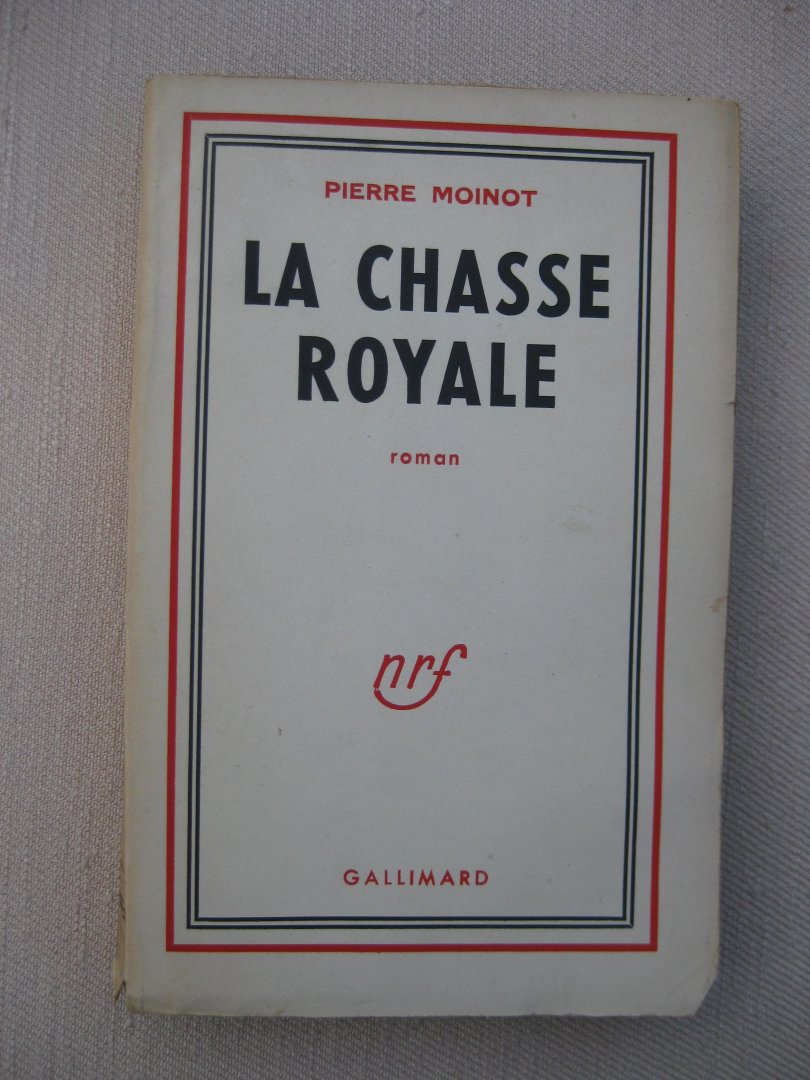 PIERRE MOINOT
LA CHASSE
ROYALE
roman
nrf
GALLIMARD